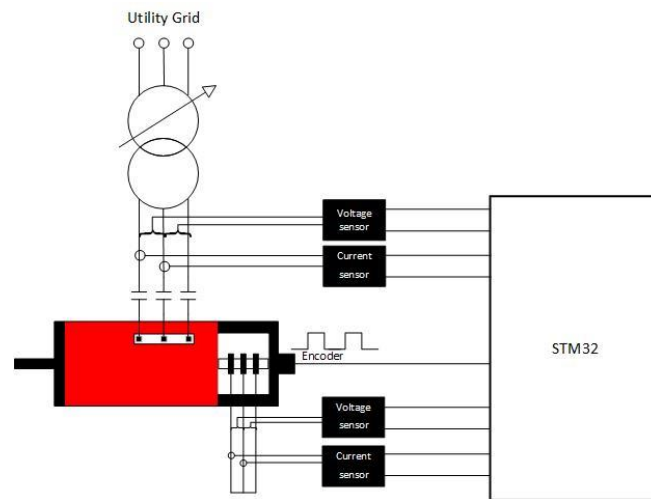 Utility Grid
Voltage
sensor
Current
sensor
Encoder
STM32
Voltage
sensor
Current
sensor